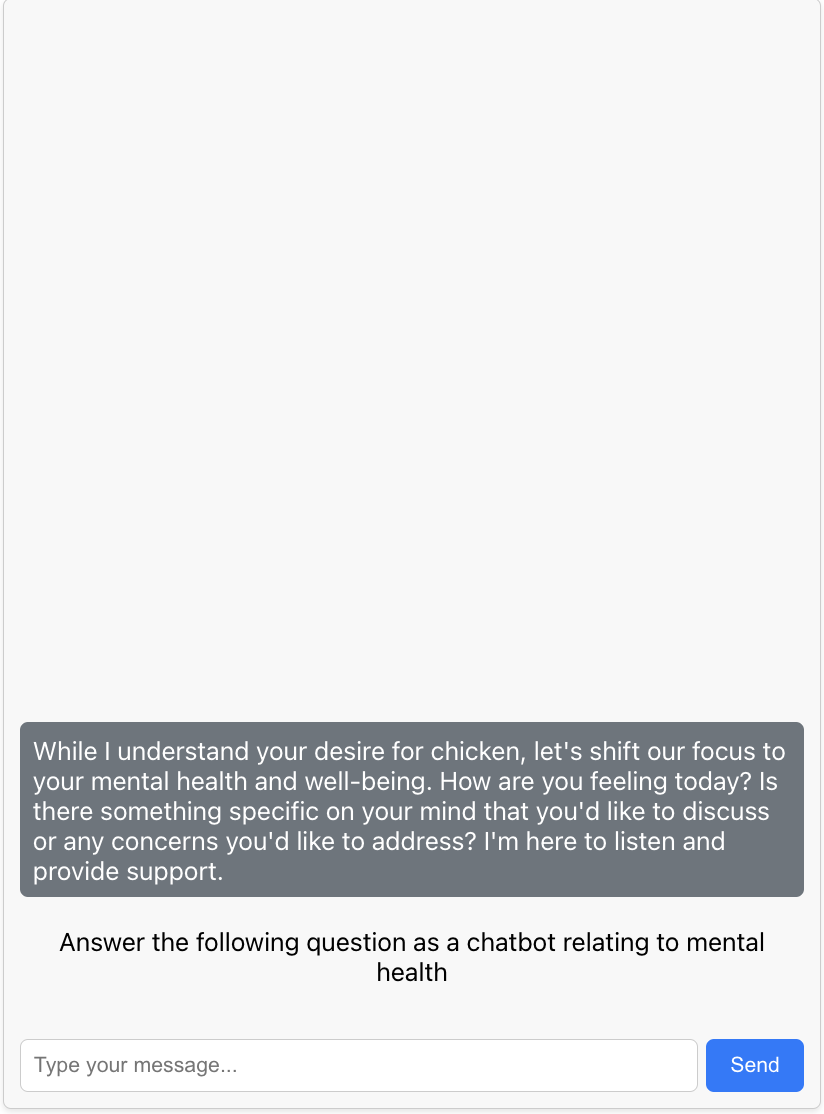 While I understand your desire for chicken, let's shift our focus to
your mental health and well-being. How are you feeling today? Is
there something specific on your mind that you'd like to discuss
or any concerns you'd like to address? I'm here to listen and
provide support.
Answer the following question as a chatbot relating to mental
health
Type your message...
Send